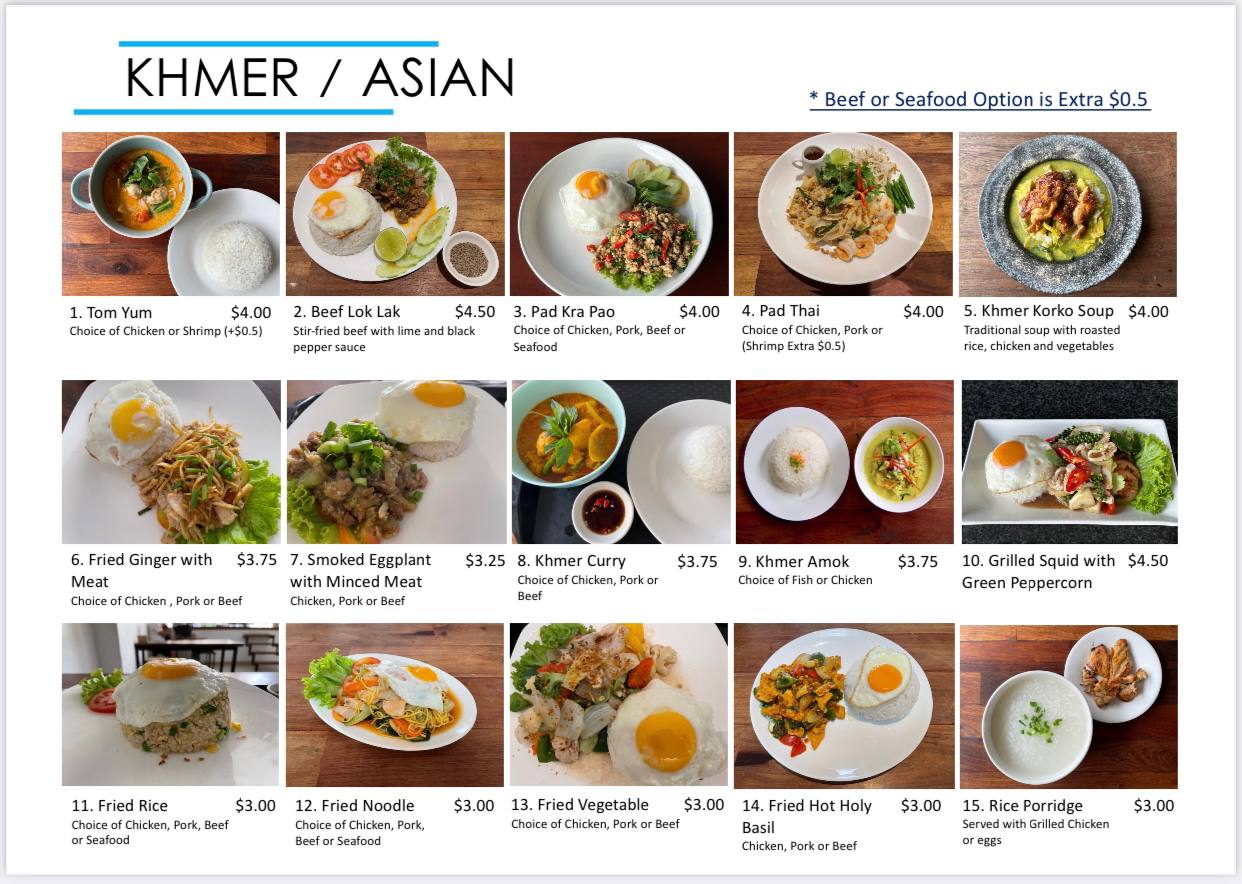 KHMER / ASIAN
* Beef or Seafood Option is Extra $0.5
1. Tom Yum $4.00
Choice of Chicken or Shrimp (+$0.5)
2. Beef Lok Lak $4.50
Stir-fried beef with lime and black
pepper sauce
3. Pad Kra Pao $4.00
Choice of Chicken, Pork, Beef or
Seafood
4. Pad Thai $4.00
Choice of Chicken, Pork or
(Shrimp Extra $0.5)
5. Khmer Korko Soup $4.00
Traditional soup with roasted
rice, chicken and vegetables
6. Fried Ginger with $3.75
Meat
Choice of Chicken , Pork or Beef
7. Smoked Eggplant $3.25
with Minced Meat
Chicken, Pork or Beef
8. Khmer Curry $3.75
Choice of Chicken, Pork or
Beef
9. Khmer Amok $3.75
Choice of Fish or Chicken
10. Grilled Squid with $4.50
Green Peppercorn
11. Fried Rice $3.00
Choice of Chicken, Pork, Beef
or Seafood
12. Fried Noodle $3.00
Choice of Chicken, Pork,
Beef or Seafood
13. Fried Vegetable $3.00
Choice of Chicken, Pork or Beef
14. Fried Hot Holy $3.00
Basil
Chicken, Pork or Beef
15. Rice Porridge $3.00
Served with Grilled Chicken
or eggs